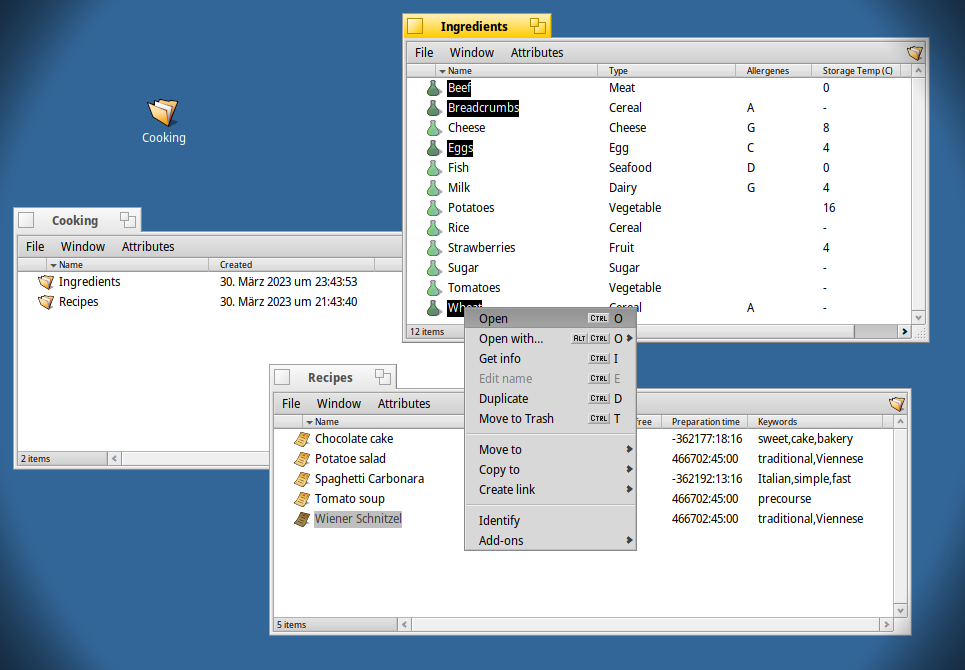 Ingredients
File Window Attributes
Name Type Allergenes Storage Temp (C)
Beef Meat 0
Breadcrumbs Cereal A -
Cheese Cheese G 8
Eggs Egg C 4
Fish Seafood D 0
Milk Dairy G 4
Potatoes Vegetable 16
Rice Cereal -
Strawberries Fruit 4
Sugar Sugar -
Tomatoes Vegetable -
Wheat Cereal A -
12 items
Cooking
Cooking
File Window Attributes
Name Created
Ingredients 30. März 2023 um 23:43:53
Recipes 30. März 2023 um 21:43:40
2 items
Open CTRL O
Open with... ALT CTRL O
Get info CTRL I
Edit name CTRL E
Duplicate CTRL D
Move to Trash CTRL T
Move to
Copy to
Create link
Identify
Add-ons
Recipes
File Window Attributes
Name ree Preparation time Keywords
Chocolate cake -362177:18:16 sweet,cake,bakery
Potatoe salad 466702:45:00 traditional,Viennese
Spaghetti Carbonara -362192:13:16 Italian,simple,fast
Tomato soup 466702:45:00 precourse
Wiener Schnitzel 466702:45:00 traditional,Viennese
5 items